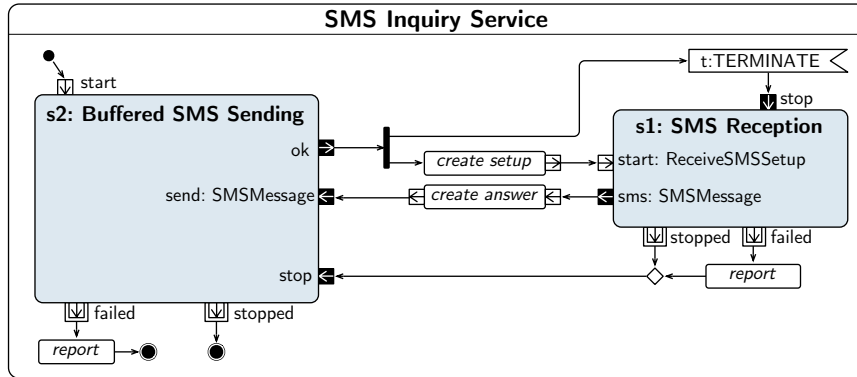 SMS Inquiry Service
start
t:TERMINATE
stop
s2: Buffered SMS Sending
s1: SMS Reception
ok
create setup
start: ReceiveSMSSetup
send: SMSMessage
create answer
sms: SMSMessage
stopped
failed
stop
report
failed
stopped
report